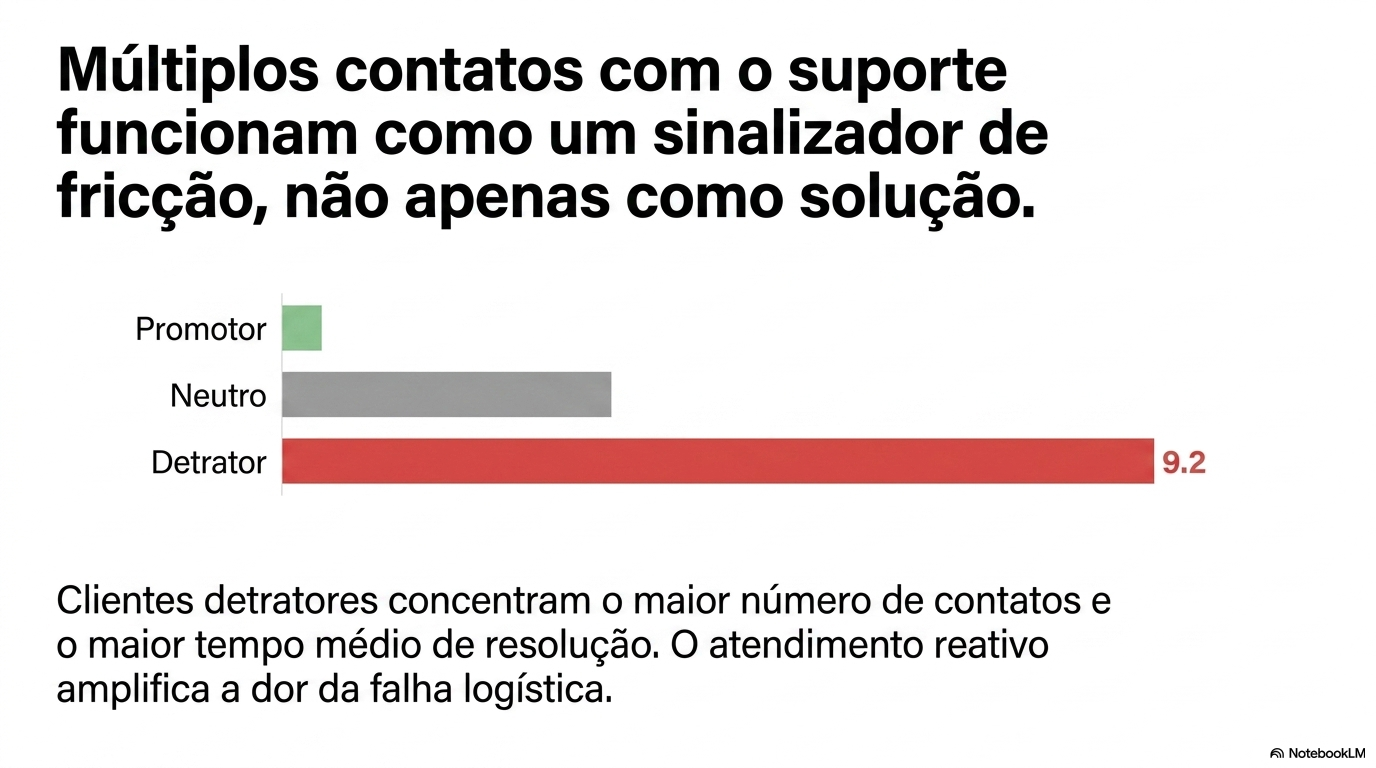 Múltiplos contatos com o suporte
funcionam como um sinalizador de
fricção, não apenas como solução.
Promotor
Neutro
Detrator
9.2
Clientes detratores concentram o maior número de contatos e
o maior tempo médio de resolução. O atendimento reativo
amplifica a dor da falha logística.
NotebookLM